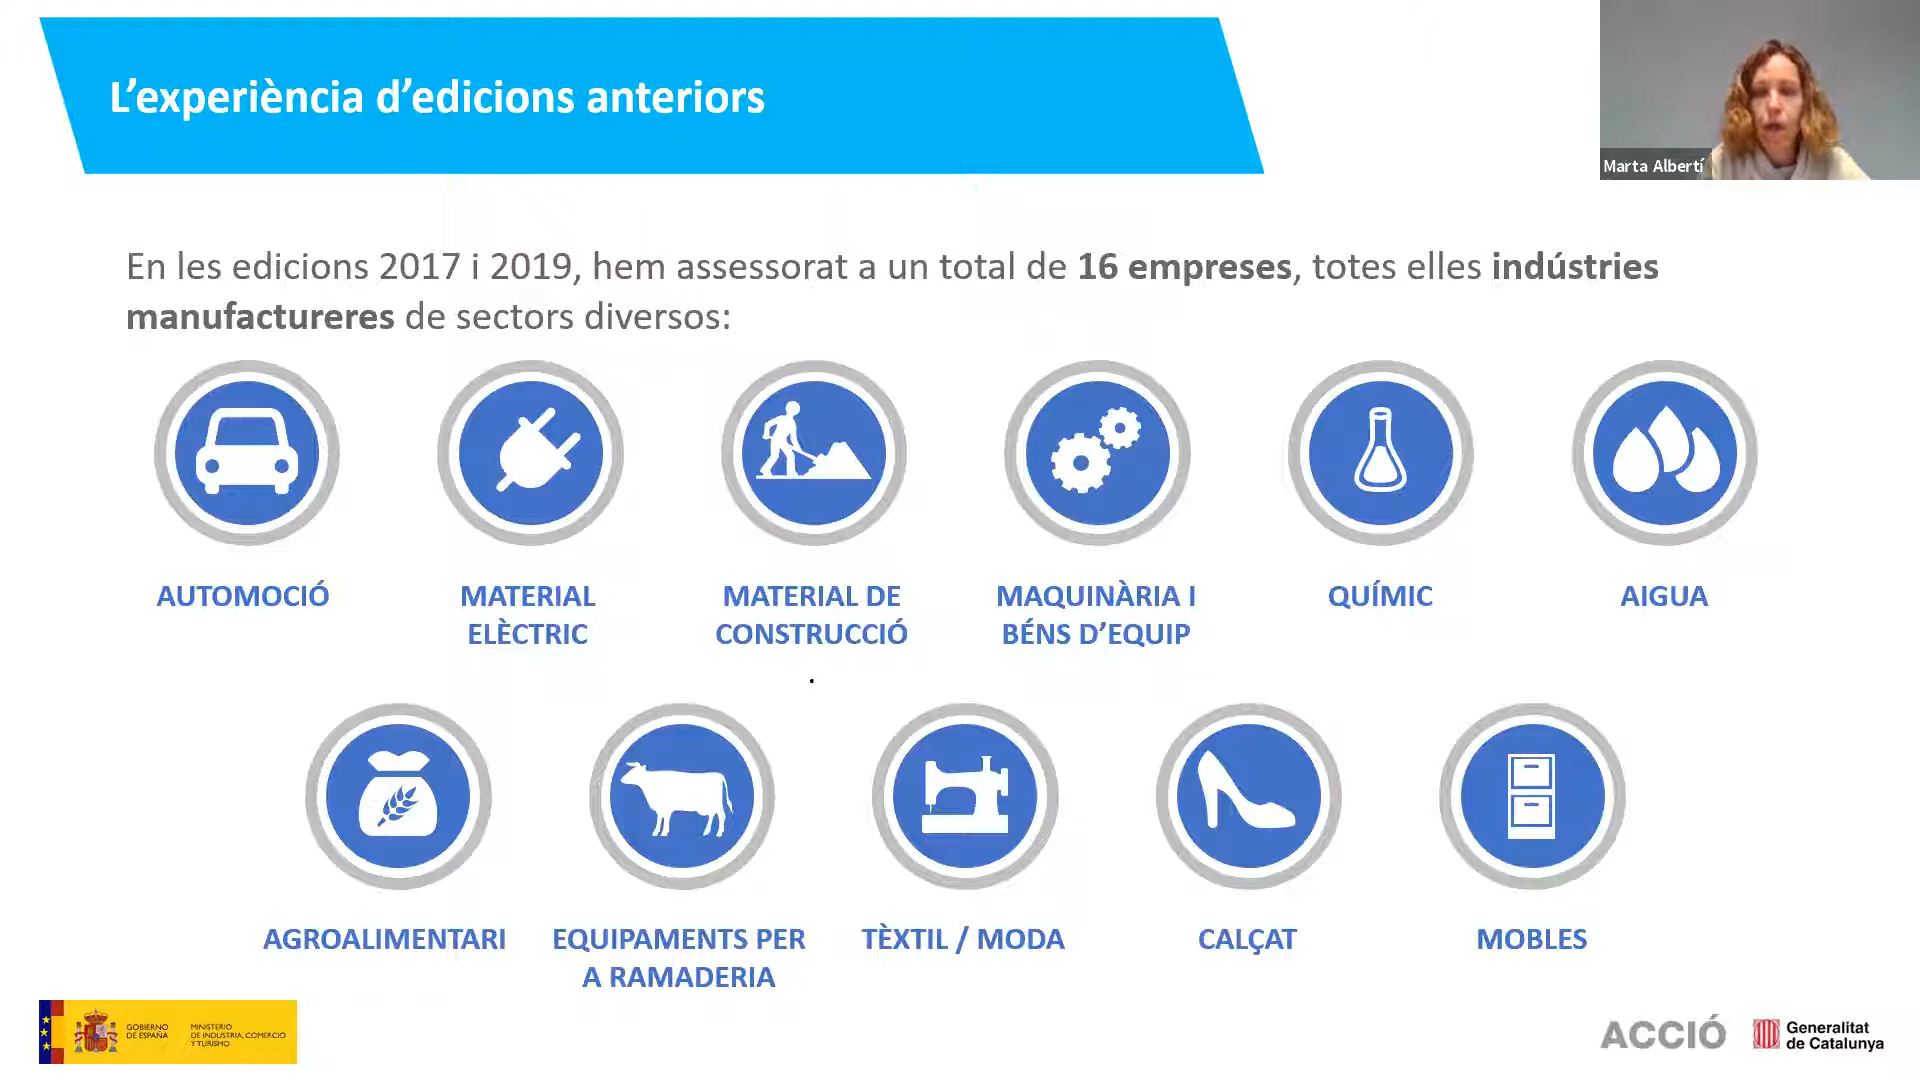 L’experiència d’edicions anteriors
Marta Albertí
En les edicions 2017 i 2019, hem assessorat a un total de 16 empreses, totes elles indústries
manufactureres de sectors diversos:
AUTOMOCIÓ
MATERIAL
ELÈCTRIC
MATERIAL DE
CONSTRUCCIÓ
MAQUINÀRIA I
BÉNS D’EQUIP
QUÍMIC
AIGUA
AGROALIMENTARI
EQUIPAMENTS PER
A RAMADERIA
TÈXTIL / MODA
CALÇAT
MOBLES
GOBIERNO
DE ESPAÑA
MINISTERIO
DE INDUSTRIA, COMERCIO
Y TURISMO
ACCIÓ
Generalitat
de Catalunya